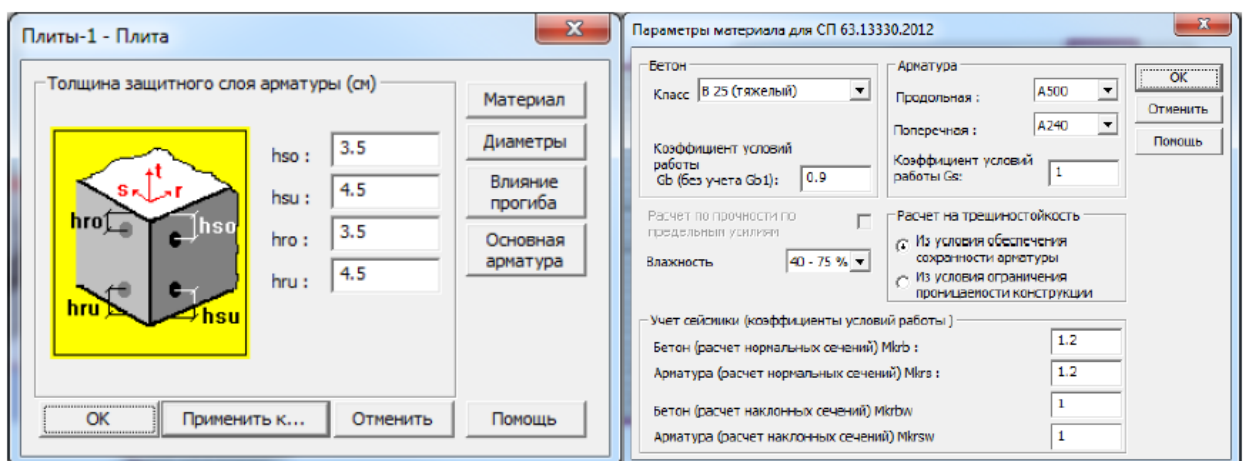 Плиты-1 - Плита
Толщина защитного слоя арматуры (см)
t
s
r
hro
hso
hru
hsu
hso :
3.5
hsu :
4.5
hro :
3.5
hru :
4.5
Материал
Диаметры
Влияние
прогиба
Основная
арматура
ОК
Применить к...
Отменить
Помощь
Параметры материала для СП 63.13330.2012
Бетон
Класс
В 25 (тяжелый)
Коэффициент условий
работы
Gb (без учета Gb1):
0.9
Арматура
Продольная :
A500
Поперечная :
A240
Коэффициент условий
работы Gs:
1
ОК
Отменить
Помощь
Расчет по прочности по
предельным усилиям
Влажность
40 - 75 %
Расчет на трещиностойкость
Из условия обеспечения
сохранности арматуры
Из условия ограничения
проницаемости конструкции
Учет сейсмики (коэффициенты условий работы )
Бетон (расчет нормальных сечений) Mkrb :
1.2
Арматура (расчет нормальных сечений) Mkrs :
1.2
Бетон (расчет наклонных сечений) Mkrbw
1
Арматура (расчет наклонных сечений) Mkrsw
1